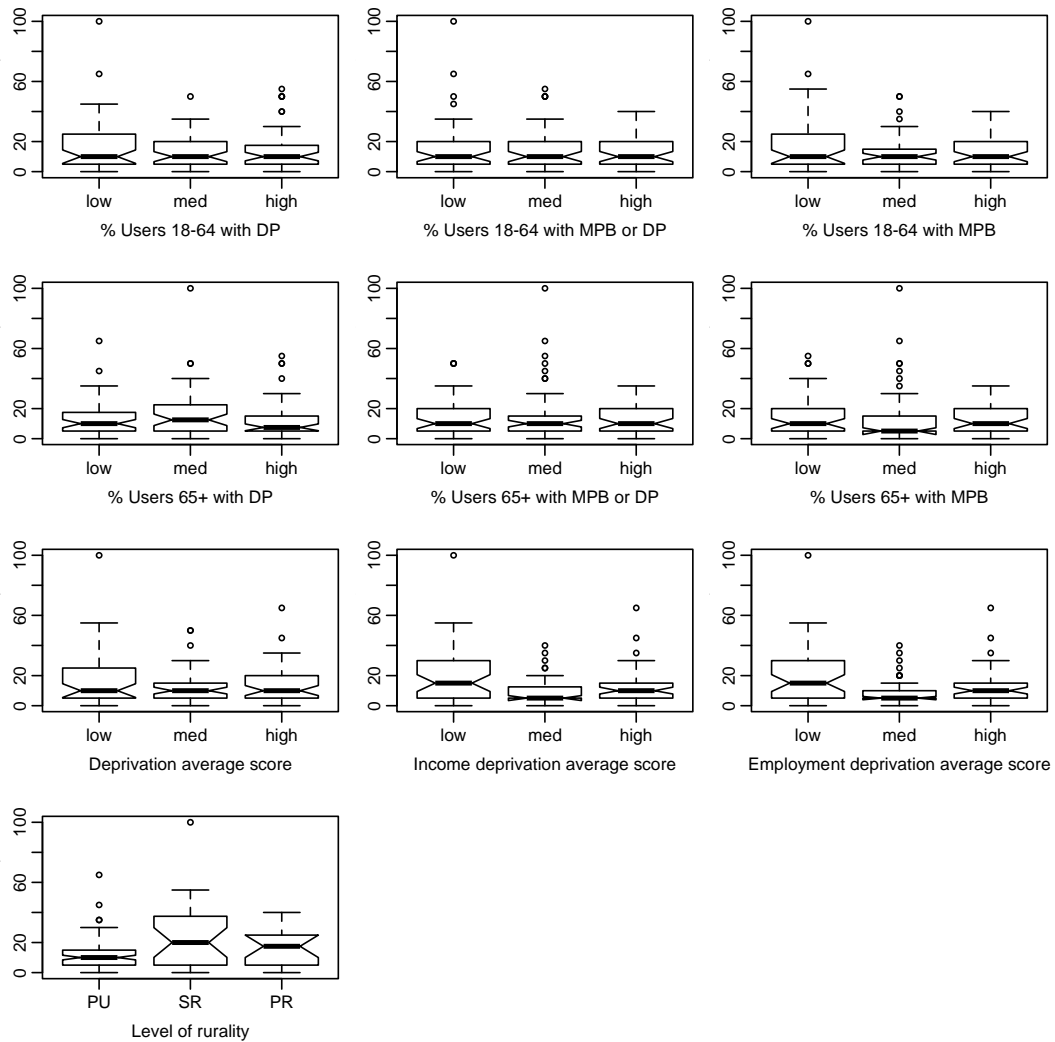 0 20 60 100
low med high
% Users 18-64 with DP
0 20 60 100
low med high
% Users 18-64 with MPB or DP
0 20 60 100
low med high
% Users 18-64 with MPB
0 20 60 100
low med high
% Users 65+ with DP
0 20 60 100
low med high
% Users 65+ with MPB or DP
0 20 60 100
low med high
% Users 65+ with MPB
0 20 60 100
low med high
Deprivation average score
0 20 60 100
low med high
Income deprivation average score
0 20 60 100
low med high
Employment deprivation average score
0 20 60 100
PU SR PR
Level of rurality